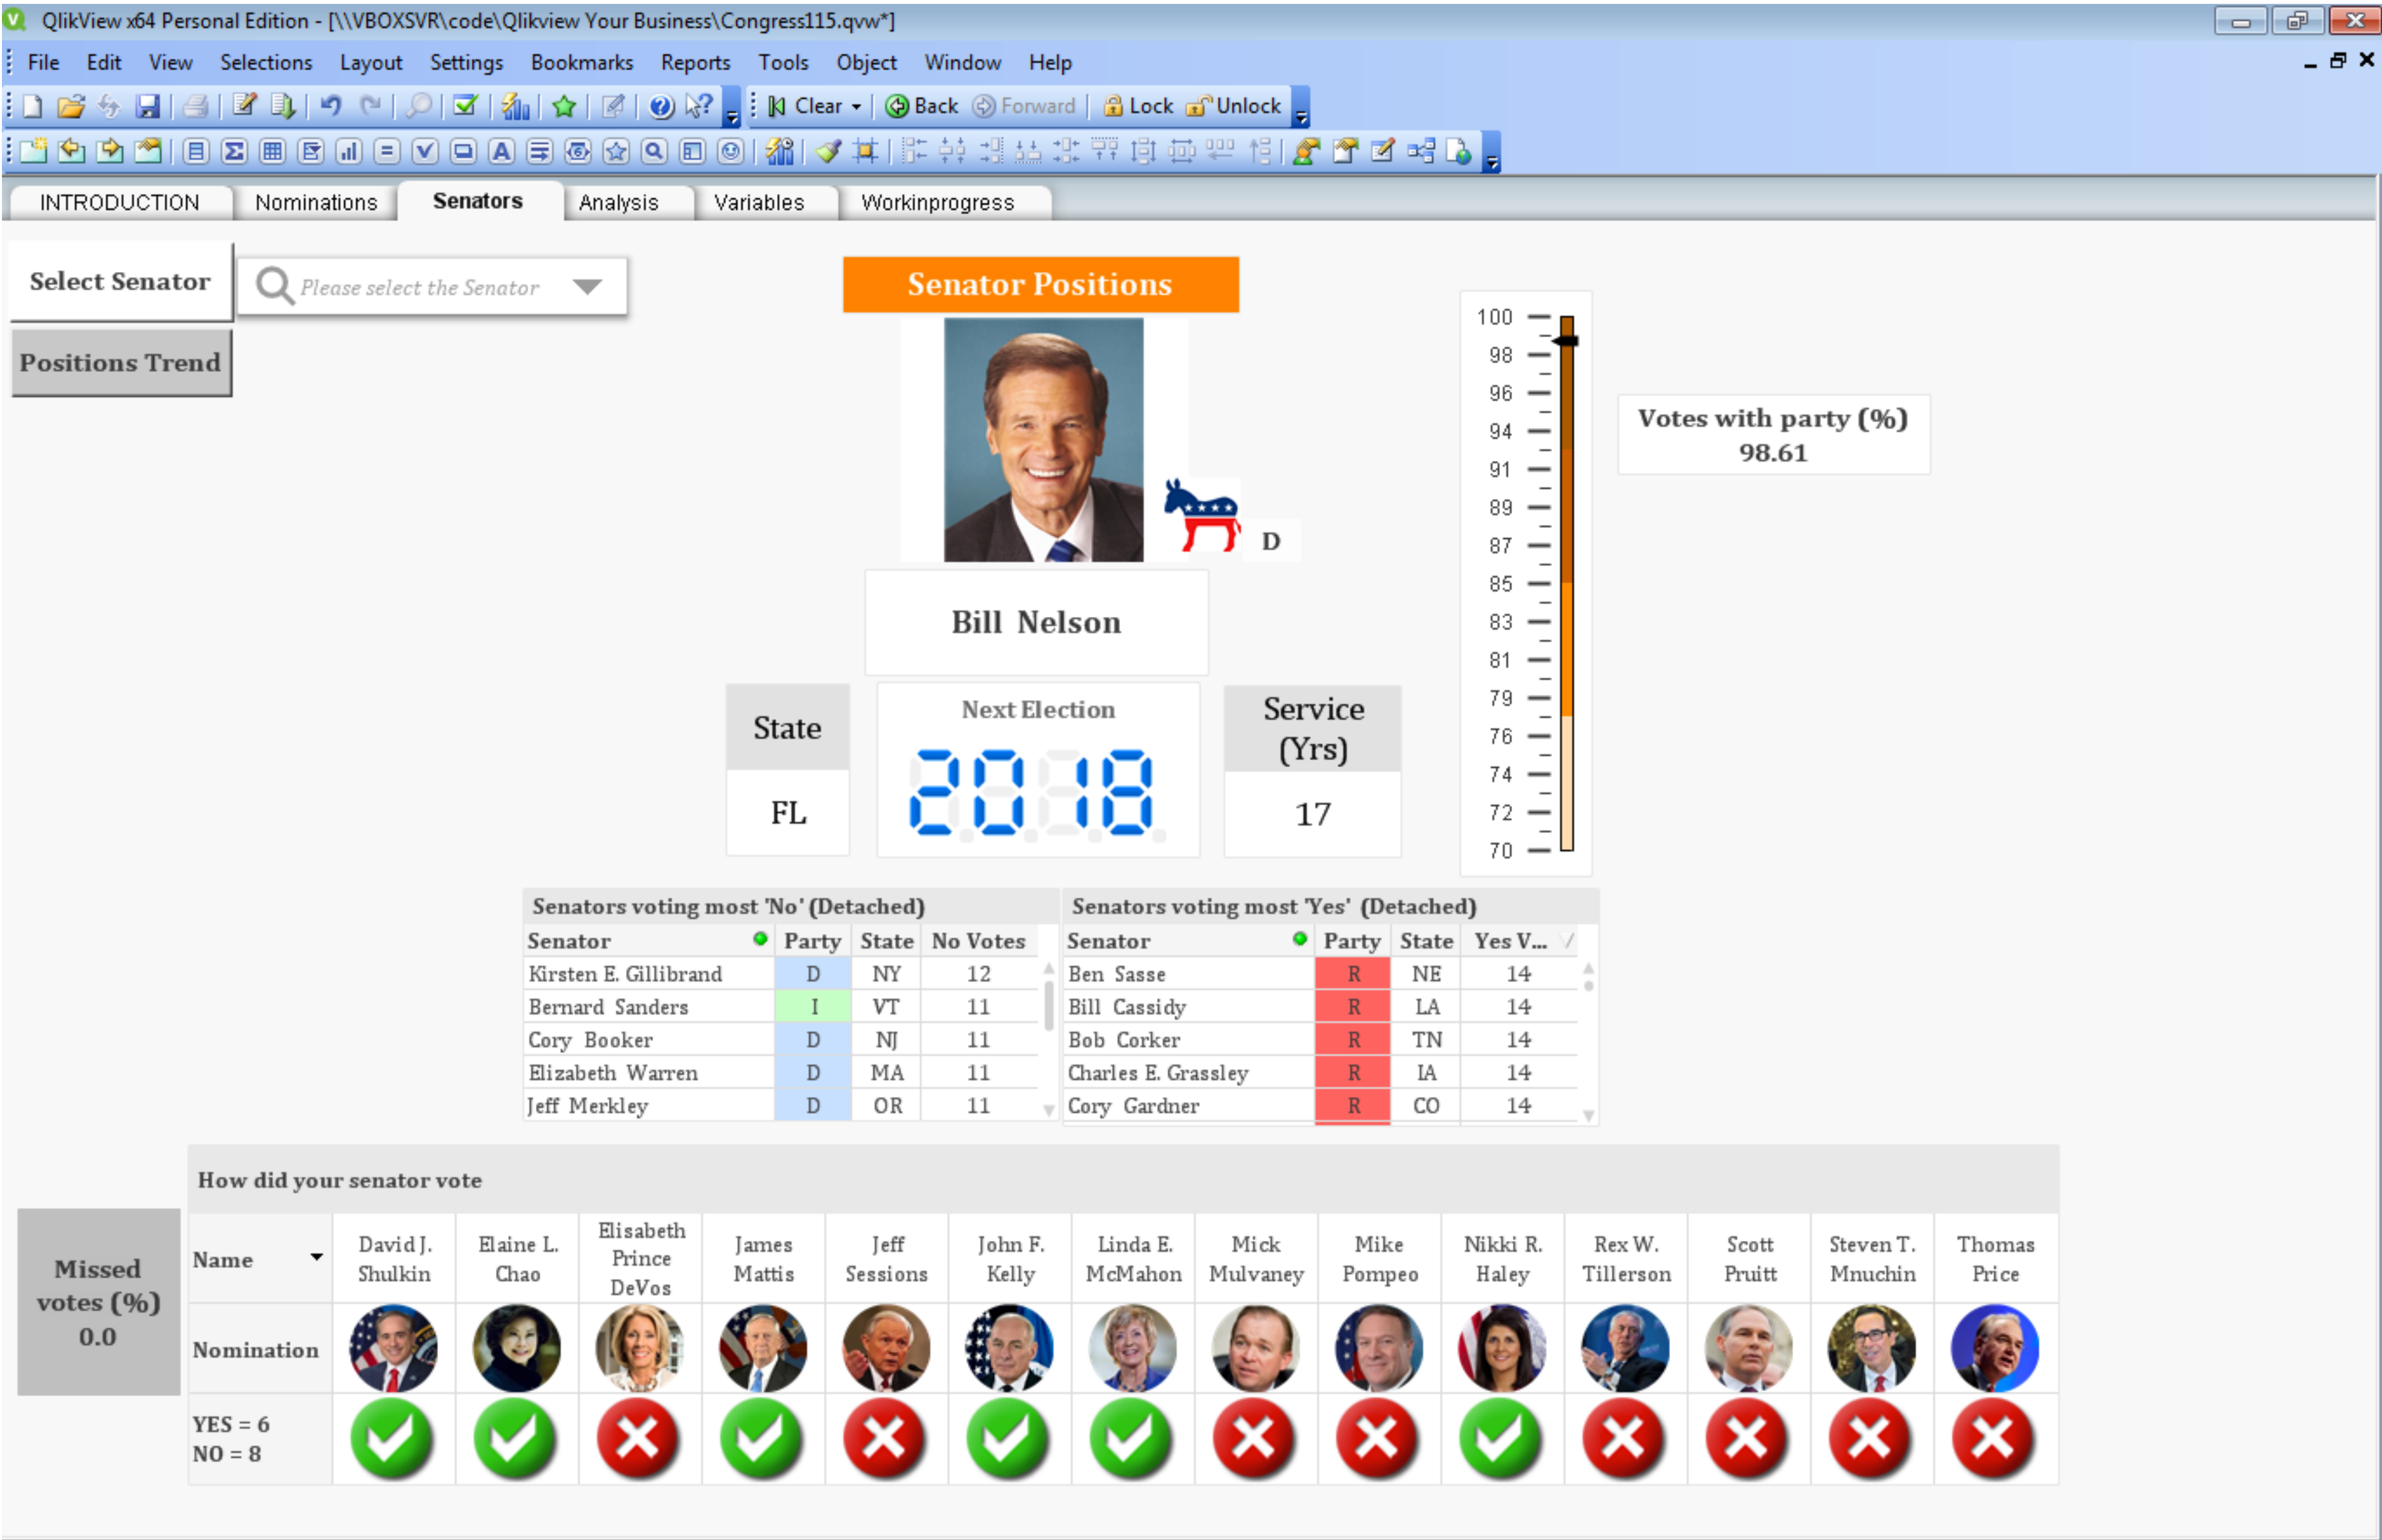 QlikView x64 Personal Edition - [\\VBOXSVR\code\Qlikview Your Business\Congress115.qvw*]
File Edit View Selections Layout Settings Bookmarks Reports Tools Object Window Help
Clear Back Forward Lock Unlock
INTRODUCTION Nominations Senators Analysis Variables Workinprogress
Select Senator
Please select the Senator
Positions Trend
Senator Positions
D
Bill Nelson
State
FL
Next Election
2018
Service
(Yrs)
17
100
98
96
94
91
89
87
85
83
81
79
76
74
72
70
Votes with party (%)
98.61
Senators voting most 'No' (Detached)
Senator Party State No Votes
Kirsten E. Gillibrand D NY 12
Bernard Sanders I VT 11
Cory Booker D NJ 11
Elizabeth Warren D MA 11
Jeff Merkley D OR 11
Senators voting most 'Yes' (Detached)
Senator Party State Yes V...
Ben Sasse R NE 14
Bill Cassidy R LA 14
Bob Corker R TN 14
Charles E. Grassley R IA 14
Cory Gardner R CO 14
Missed
votes (%)
0.0
How did your senator vote
Name
David J.
Shulkin
Elaine L.
Chao
Elisabeth
Prince
DeVos
James
Mattis
Jeff
Sessions
John F.
Kelly
Linda E.
McMahon
Mick
Mulvaney
Mike
Pompeo
Nikki R.
Haley
Rex W.
Tillerson
Scott
Pruitt
Steven T.
Mnuchin
Thomas
Price
Nomination
YES = 6
NO = 8